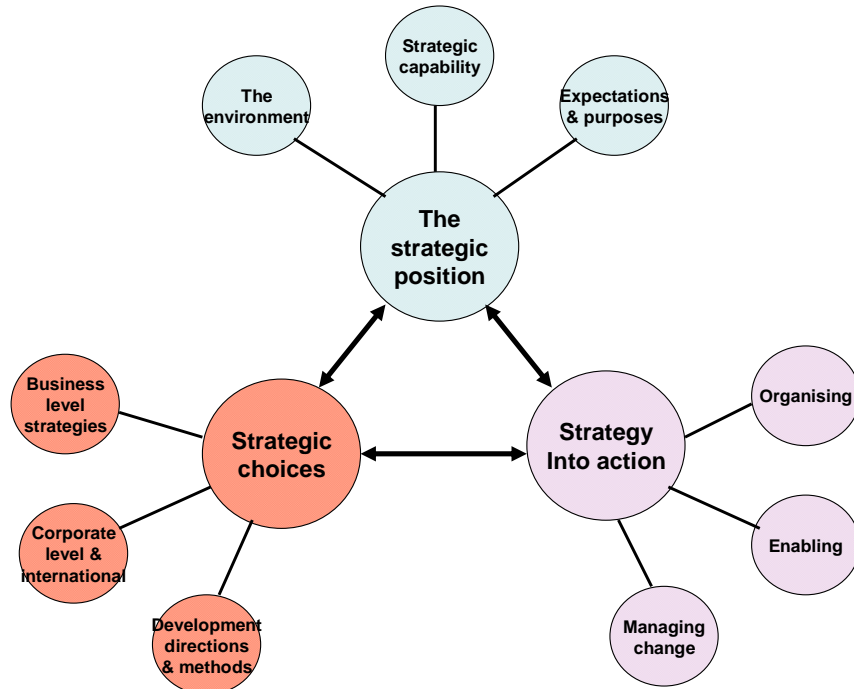 Strategic
capability
The
environment
Expectations
& purposes
The
strategic
position
Business
level
strategies
Organising
Strategic
choices
Strategy
Into action
Corporate
level &
international
Enabling
Development
directions
& methods
Managing
change